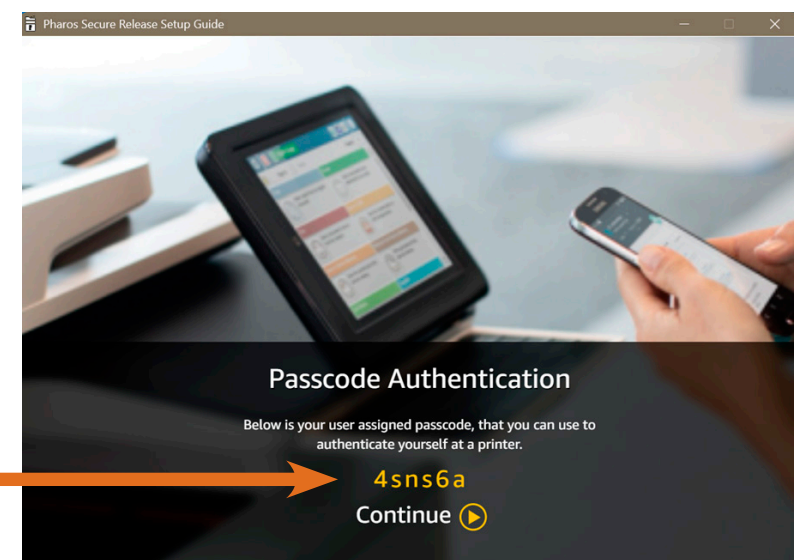 Pharos Secure Release Setup Guide
Passcode Authentication
Below is your user assigned passcode, that you can use to
authenticate yourself at a printer.
4sns6a
Continue